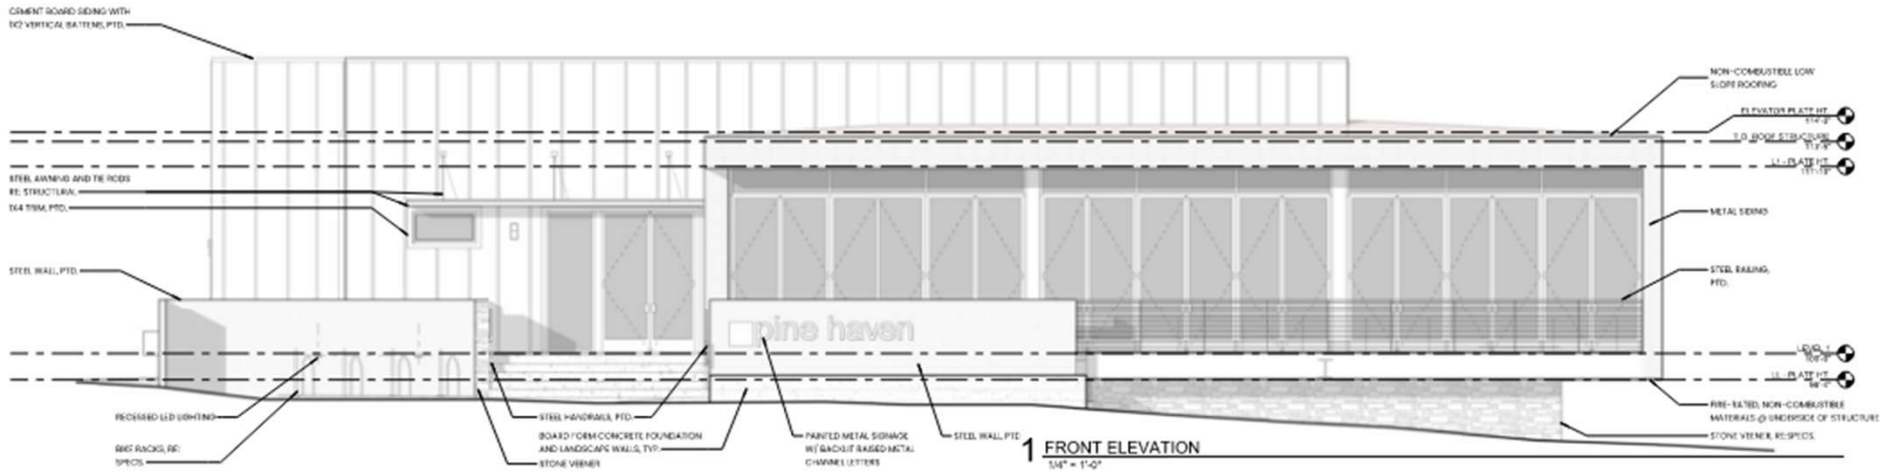 CEMENT BOARD SIDING WITH
1X2 VERTICAL BATTENS, PTD.
NON-COMBUSTIBLE LOW
SLOPE ROOFING
ELEVATOR PLATE HT.
T.O. ROOF STRUCTURE
L1 - PLATE HT.
STEEL AWNING AND TIE RODS
RE: STRUCTURAL
1X4 TRIM, PTD.
METAL SIDING
STEEL WALL, PTD.
STEEL RAILING,
PTD.
pine haven
LEVEL 1
LL - PLATE HT.
RECESSED LED LIGHTING
BIKE RACKS, RE:
SPECS.
STEEL HANDRAILS, PTD.
BOARD FORM CONCRETE FOUNDATION
AND LANDSCAPE WALLS, TYP.
STONE VEENER
PAINTED METAL SIGNAGE
W/ BACKLIT RAISED METAL
CHANNEL LETTERS
STEEL WALL, PTD
FIRE-RATED, NON-COMBUSTIBLE
MATERIALS @ UNDERSIDE OF STRUCTURE
STONE VEENER, RE:SPECS.
1 FRONT ELEVATION
1/4" = 1'-0"